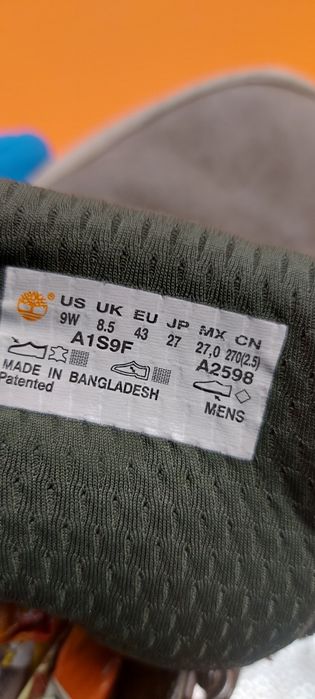 US UK EU JP MX CN
9W 8.5 43 27 27,0 270(2.5)
A1S9F A2598
MADE IN BANGLADESH
Patented MENS